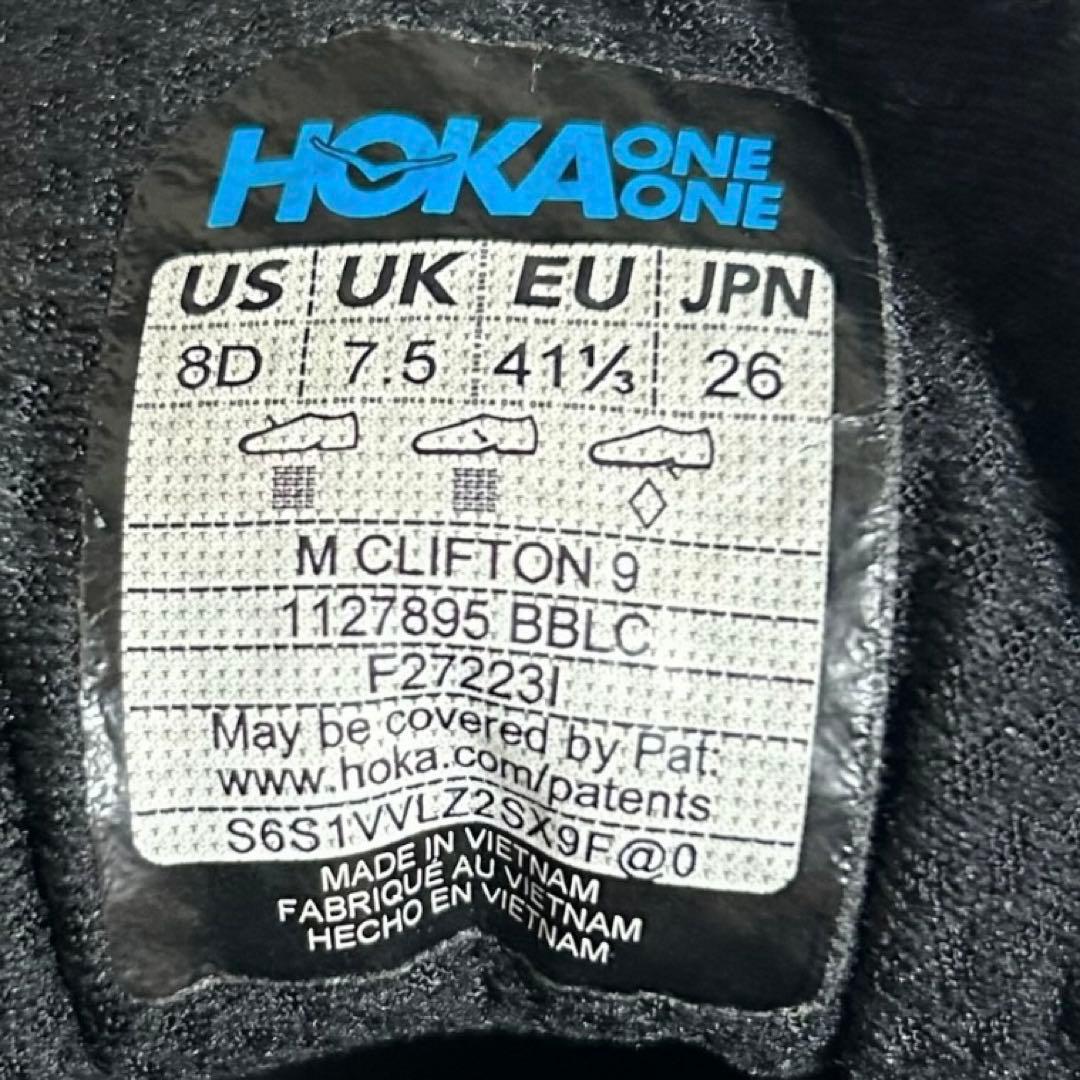 HOKA ONE ONE
US UK EU JPN
8D 7.5 41⅓ 26
M CLIFTON 9
1127895 BBLC
F27223I
May be covered by Pat:
www.hoka.com/patents
S6S1VVLZ2SX9F@0
MADE IN VIETNAM
FABRIQUÉ AU VIETNAM
HECHO EN VIETNAM